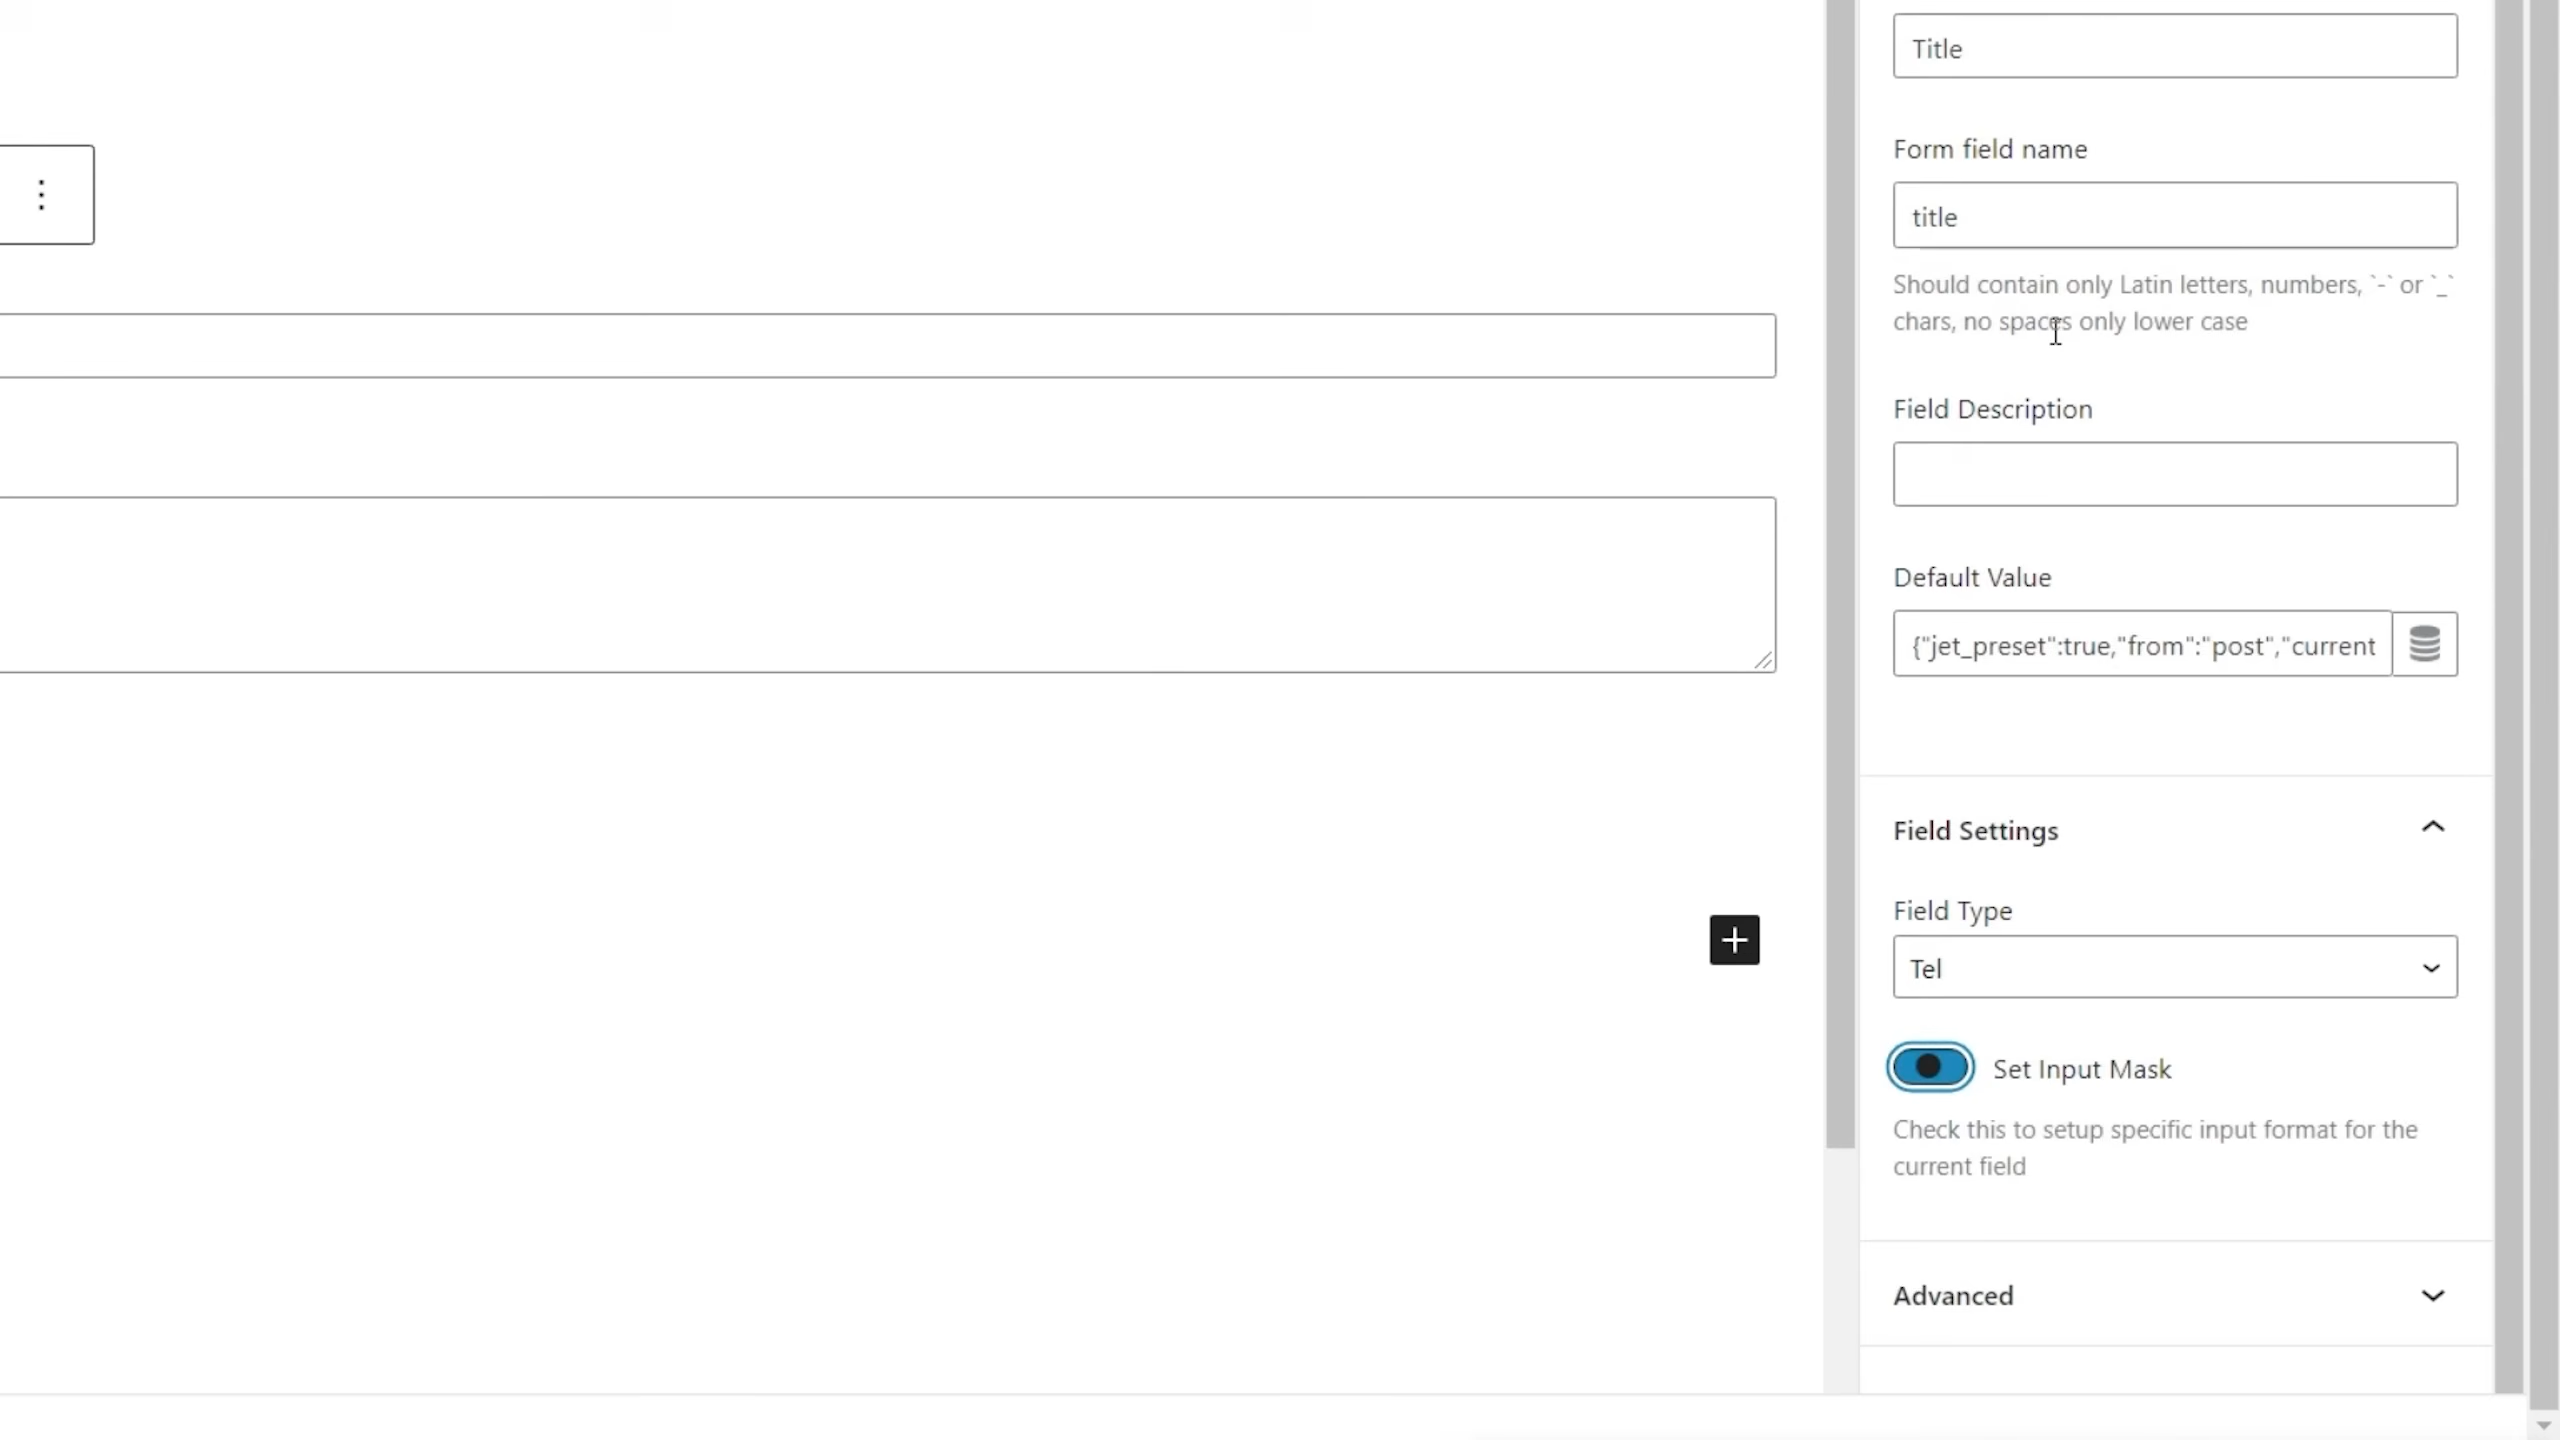 Title
Form field name
title
Should contain only Latin letters, numbers, `-` or `_`
chars, no spaces only lower case
Field Description
Default Value
{"jet_preset":true,"from":"post","current
Field Settings
Field Type
Tel
Set Input Mask
Check this to setup specific input format for the
current field
Advanced